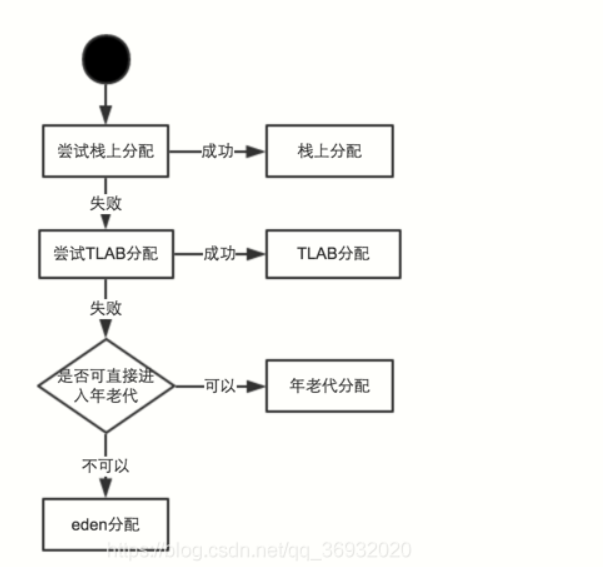 尝试栈上分配
成功
栈上分配
失败
尝试TLAB分配
成功
TLAB分配
失败
是否可直接进
入年老代
可以
年老代分配
不可以
eden分配
https://blog.csdn.net/qq_36932020